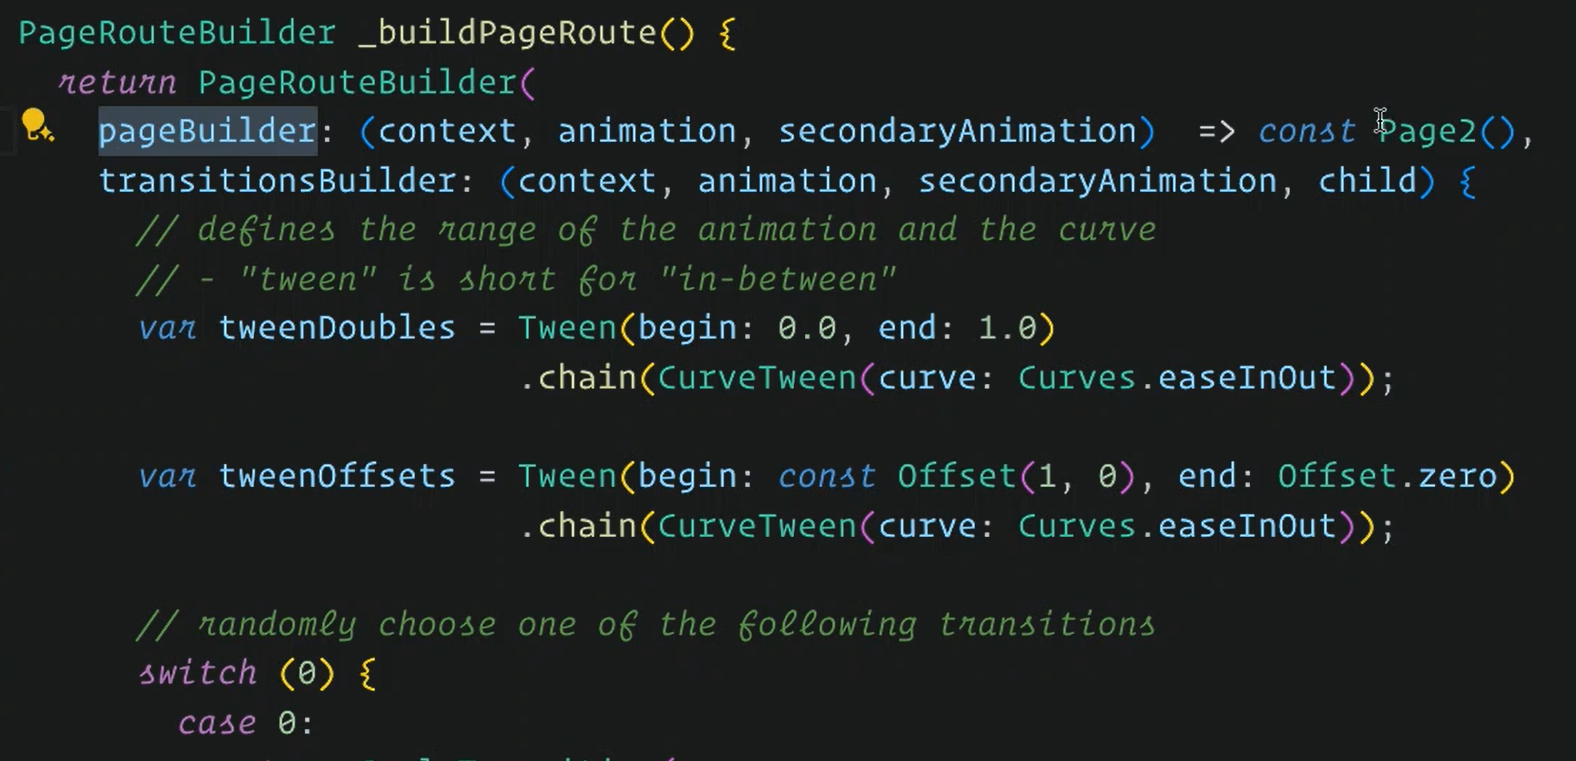 PageRouteBuilder _buildPageRoute() {
return PageRouteBuilder(
pageBuilder: (context, animation, secondaryAnimation) => const Page2(),
transitionsBuilder: (context, animation, secondaryAnimation, child) {
// defines the range of the animation and the curve
// - "tween" is short for "in-between"
var tweenDoubles = Tween(begin: 0.0, end: 1.0)
.chain(CurveTween(curve: Curves.easeInOut));
var tweenOffsets = Tween(begin: const Offset(1, 0), end: Offset.zero)
.chain(CurveTween(curve: Curves.easeInOut));
// randomly choose one of the following transitions
switch (0) {
case 0: